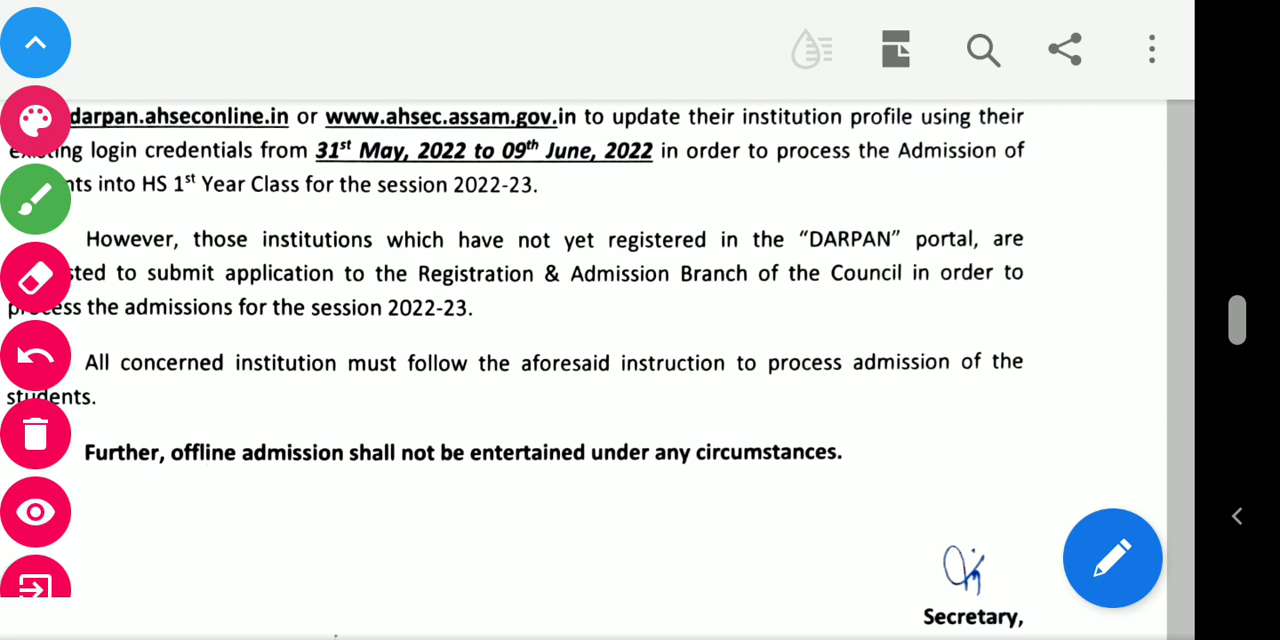 darpan.ahseconline.in or www.ahsec.assam.gov.in to update their institution profile using their
login credentials from 31st May, 2022 to 09th June, 2022 in order to process the Admission of
into HS 1st Year Class for the session 2022-23.
However, those institutions which have not yet registered in the “DARPAN” portal, are
to submit application to the Registration & Admission Branch of the Council in order to
the admissions for the session 2022-23.
All concerned institution must follow the aforesaid instruction to process admission of the
students.
Further, offline admission shall not be entertained under any circumstances.
Secretary,